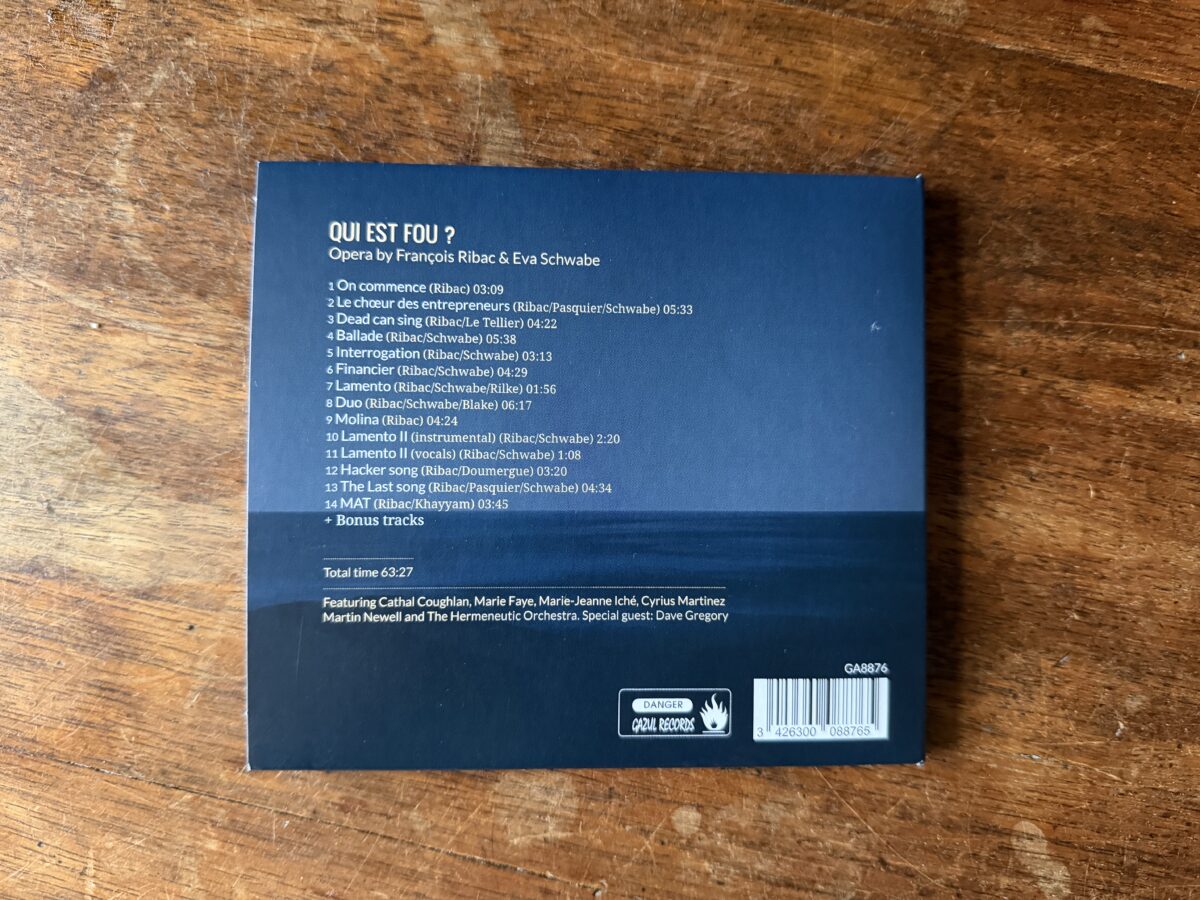 QUI EST FOU ?
Opera by François Ribac & Eva Schwabe
1 On commence (Ribac) 03:09
2 Le chœur des entrepreneurs (Ribac/Pasquier/Schwabe) 05:33
3 Dead can sing (Ribac/Le Tellier) 04:22
4 Ballade (Ribac/Schwabe) 05:38
5 Interrogation (Ribac/Schwabe) 03:13
6 Financier (Ribac/Schwabe) 04:29
7 Lamento (Ribac/Schwabe/Rilke) 01:56
8 Duo (Ribac/Schwabe/Blake) 06:17
9 Molina (Ribac) 04:24
10 Lamento II (instrumental) (Ribac/Schwabe) 2:20
11 Lamento II (vocals) (Ribac/Schwabe) 1:08
12 Hacker song (Ribac/Doumergue) 03:20
13 The Last song (Ribac/Pasquier/Schwabe) 04:34
14 MAT (Ribac/Khayyam) 03:45
+ Bonus tracks
Total time 63:27
Featuring Cathal Coughlan, Marie Faye, Marie-Jeanne Iché, Cyrius Martinez
Martin Newell and The Hermeneutic Orchestra. Special guest: Dave Gregory
GA8876
DANGER
GAZUL RECORDS
3 426300 088765